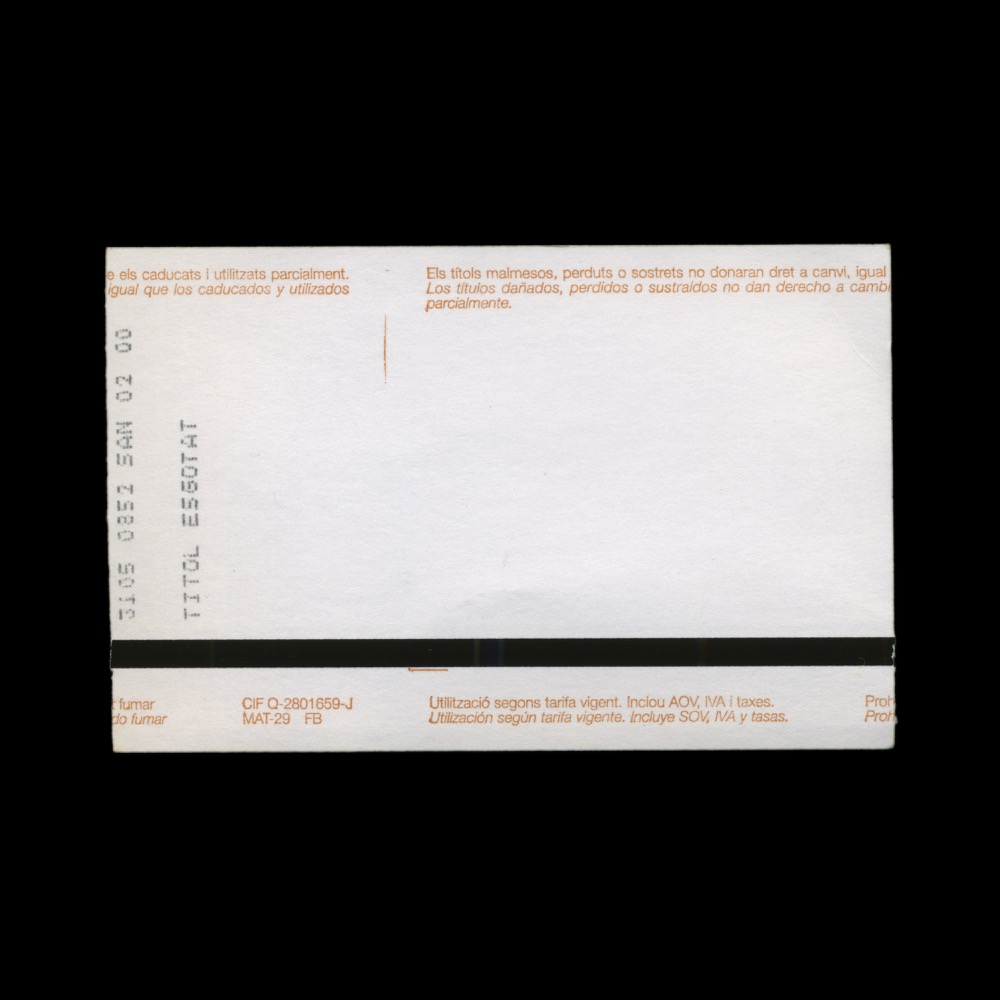 e els caducats i utilitzats parcialment.
igual que los caducados y utilizados
Els títols malmesos, perduts o sostrets no donaran dret a canvi, igual
Los títulos dañados, perdidos o sustraídos no dan derecho a cambi
parcialmente.
3105 0852 SAN 02 00
TITOL ESGOTAT
fumar
do fumar
CIF Q-2801659-J
MAT-29 FB
Utilització segons tarifa vigent. Inclou AOV, IVA i taxes.
Utilización según tarifa vigente. Incluye SOV, IVA y tasas.
Proh
Proh